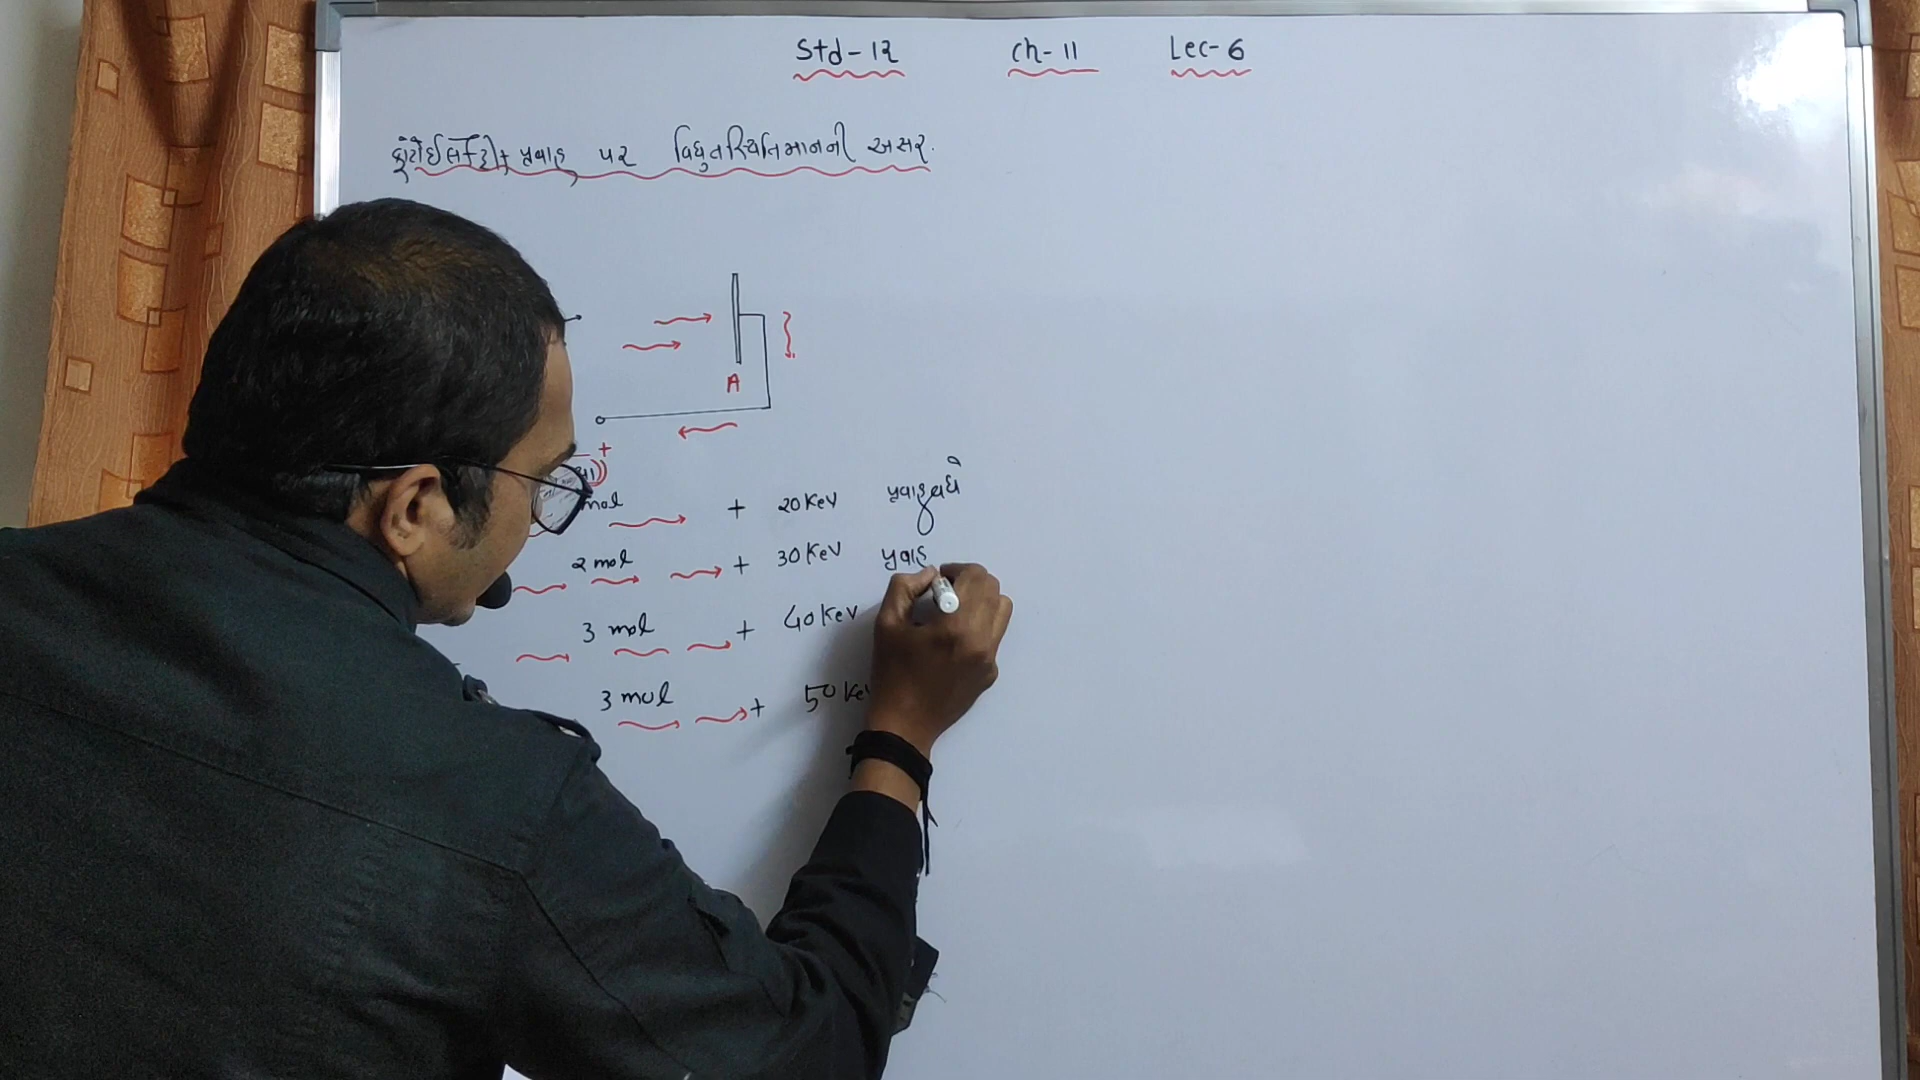 Std - 12 Ch - 11 Lec - 6
ફોટોઈલેક્ટ્રીક પ્રવાહ પર વિદ્યુતસ્થિતિમાનની અસર.
A
+
mol + 20 KeV પ્રવાહ વધે
2 mol + 30 KeV પ્રવાહ
3 mol + 40 KeV
3 mol + 50 Ke